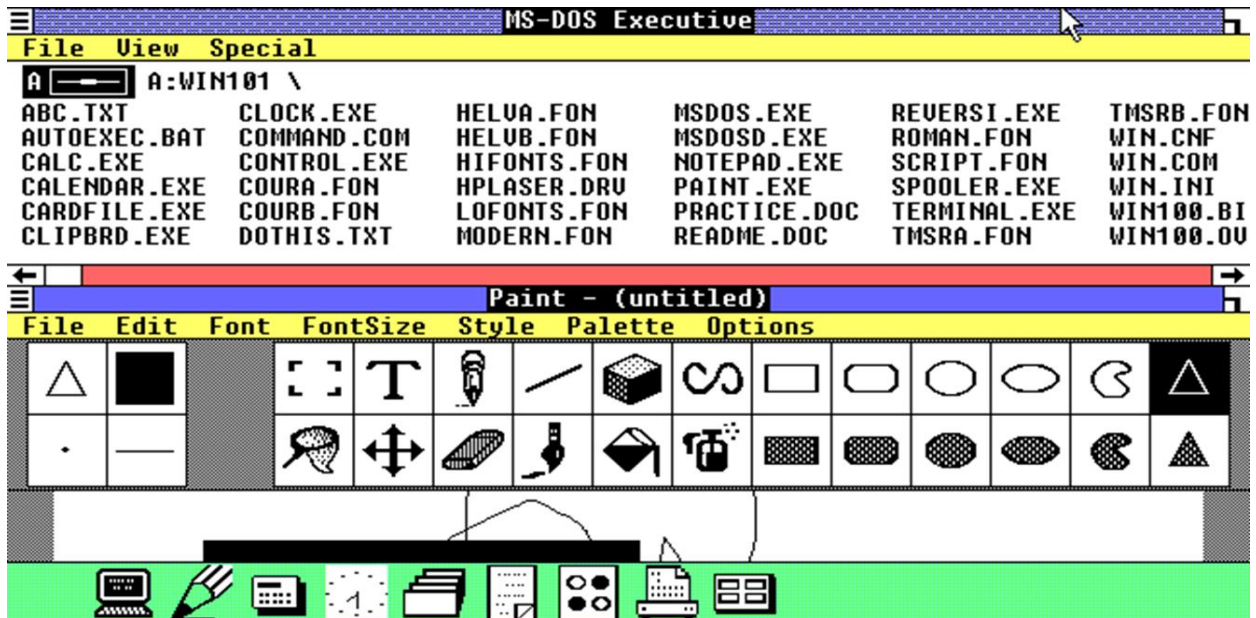 MS-DOS Executive
File View Special
A A:WIN101 \
ABC.TXT CLOCK.EXE HELVA.FON MSDOS.EXE REVERSI.EXE TMSRB.FON
AUTOEXEC.BAT COMMAND.COM HELVB.FON MSDOSD.EXE ROMAN.FON WIN.CNF
CALC.EXE CONTROL.EXE HIFONTS.FON NOTEPAD.EXE SCRIPT.FON WIN.COM
CALENDAR.EXE COURA.FON HPLASER.DRV PAINT.EXE SPOOLER.EXE WIN.INI
CARDFILE.EXE COURB.FON LOFONTS.FON PRACTICE.DOC TERMINAL.EXE WIN100.BI
CLIPBRD.EXE DOTHIS.TXT MODERN.FON README.DOC TMSRA.FON WIN100.OV
Paint - (untitled)
File Edit Font FontSize Style Palette Options
T